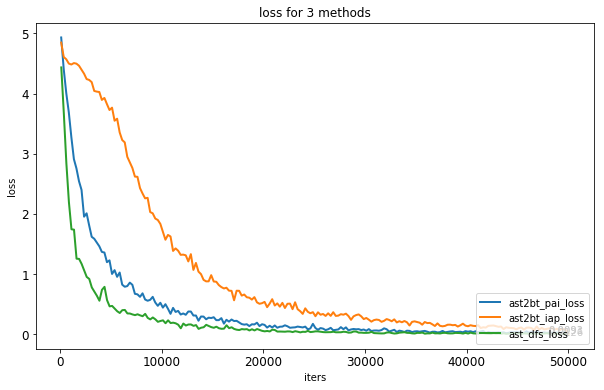 loss for 3 methods
5
4
3
2
1
0
loss
0
10000
20000
30000
40000
50000
iters
ast2bt_pai_loss
ast2bt_iap_loss
ast_dfs_loss